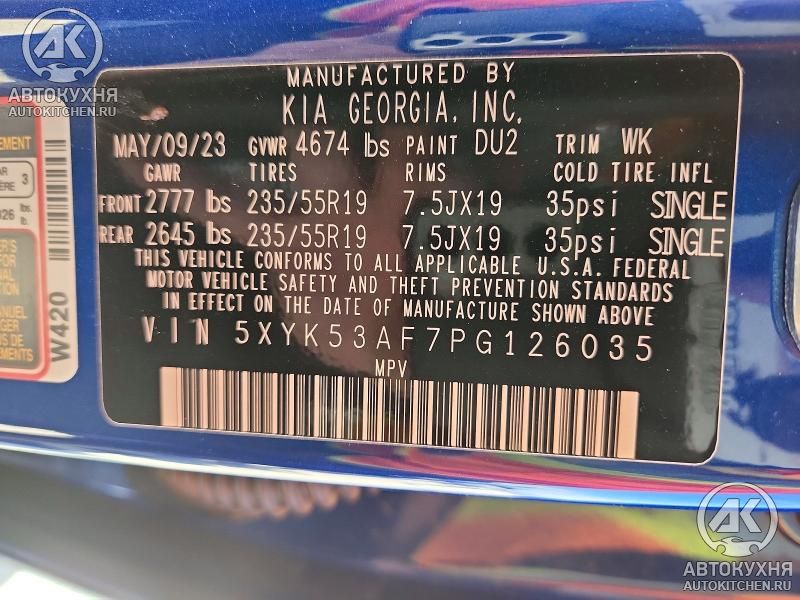 AK
АВТОКУХНЯ
AUTOKITCHEN.RU
MANUFACTURED BY
KIA GEORGIA, INC.
MAY/09/23 GVWR 4674 lbs PAINT DU2 TRIM WK
GAWR TIRES RIMS COLD TIRE INFL
FRONT 2777 lbs 235/55R19 7.5JX19 35psi SINGLE
REAR 2645 lbs 235/55R19 7.5JX19 35psi SINGLE
THIS VEHICLE CONFORMS TO ALL APPLICABLE U.S.A. FEDERAL
MOTOR VEHICLE SAFETY AND THEFT PREVENTION STANDARDS
IN EFFECT ON THE DATE OF MANUFACTURE SHOWN ABOVE.
VIN 5XYK53AF7PG126035
MPV
3
W420
AK
АВТОКУХНЯ
AUTOKITCHEN.RU